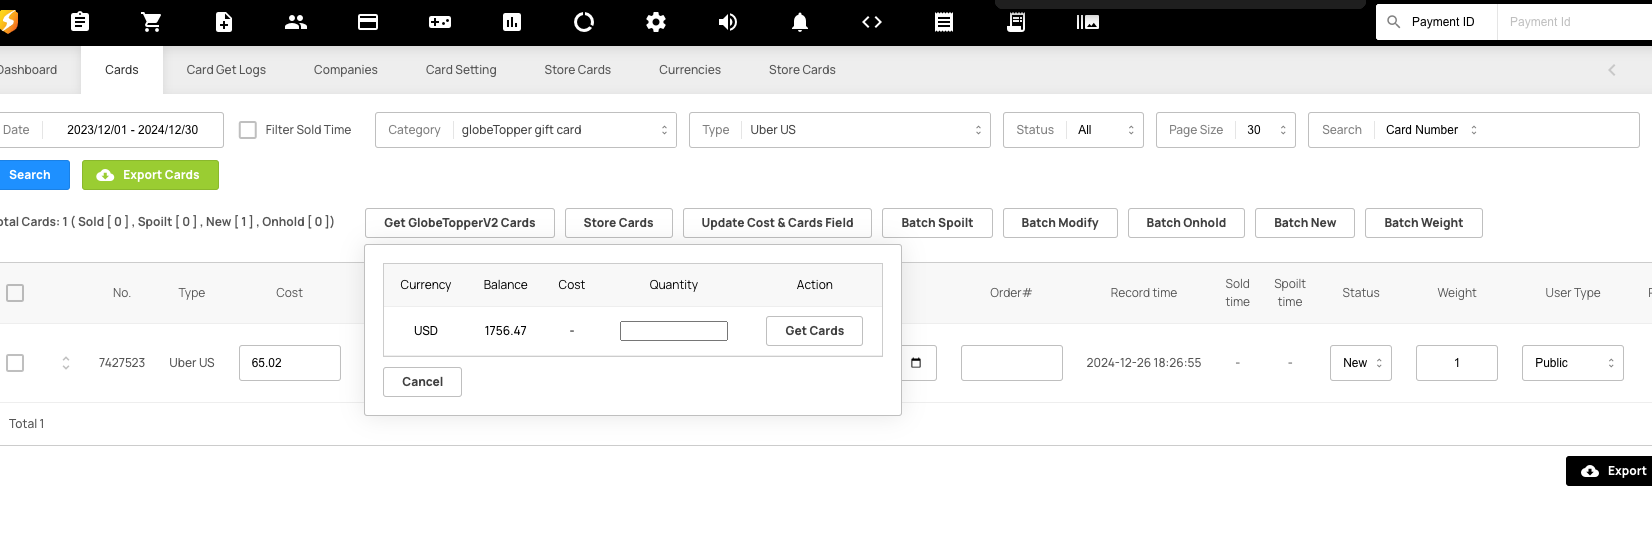 Payment ID Payment Id
Dashboard Cards Card Get Logs Companies Card Setting Store Cards Currencies Store Cards
Date 2023/12/01 - 2024/12/30 Filter Sold Time Category globeTopper gift card Type Uber US Status All Page Size 30 Search Card Number
Search Export Cards
otal Cards: 1 ( Sold [ 0 ] , Spoilt [ 0 ] , New [ 1 ] , Onhold [ 0 ] ) Get GlobeTopperV2 Cards Store Cards Update Cost & Cards Field Batch Spoilt Batch Modify Batch Onhold Batch New Batch Weight
Currency Balance Cost Quantity Action
USD 1756.47 - Get Cards
Cancel
No. Type Cost Order# Record time Sold time Spoilt time Status Weight User Type
7427523 Uber US 65.02 2024-12-26 18:26:55 - - New 1 Public
Total 1
Export